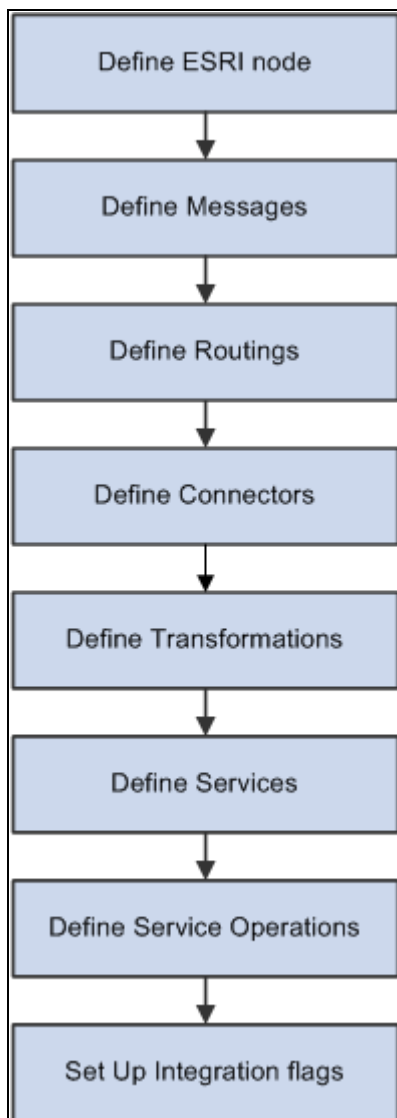 Define ESRI node
Define Messages
Define Routings
Define Connectors
Define Transformations
Define Services
Define Service Operations
Set Up Integration flags